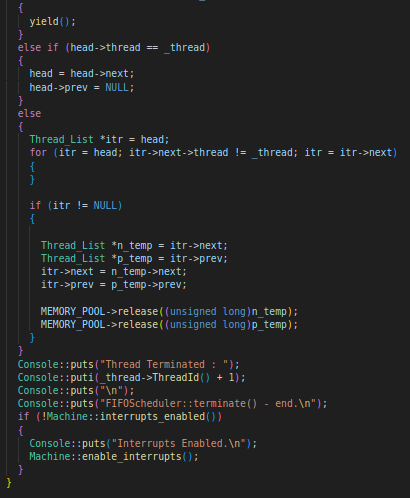 {
yield();
}
else if (head->thread == _thread)
{
head = head->next;
head->prev = NULL;
}
else
{
Thread_List *itr = head;
for (itr = head; itr->next->thread != _thread; itr = itr->next)
{
}
if (itr != NULL)
{
Thread_List *n_temp = itr->next;
Thread_List *p_temp = itr->prev;
itr->next = n_temp->next;
itr->prev = p_temp->prev;
MEMORY_POOL->release((unsigned long)n_temp);
MEMORY_POOL->release((unsigned long)p_temp);
}
}
Console::puts("Thread Terminated : ");
Console::puti(_thread->ThreadId() + 1);
Console::puts("\n");
Console::puts("FIFOScheduler::terminate() - end.\n");
if (!Machine::interrupts_enabled())
{
Console::puts("Interrupts Enabled.\n");
Machine::enable_interrupts();
}
}